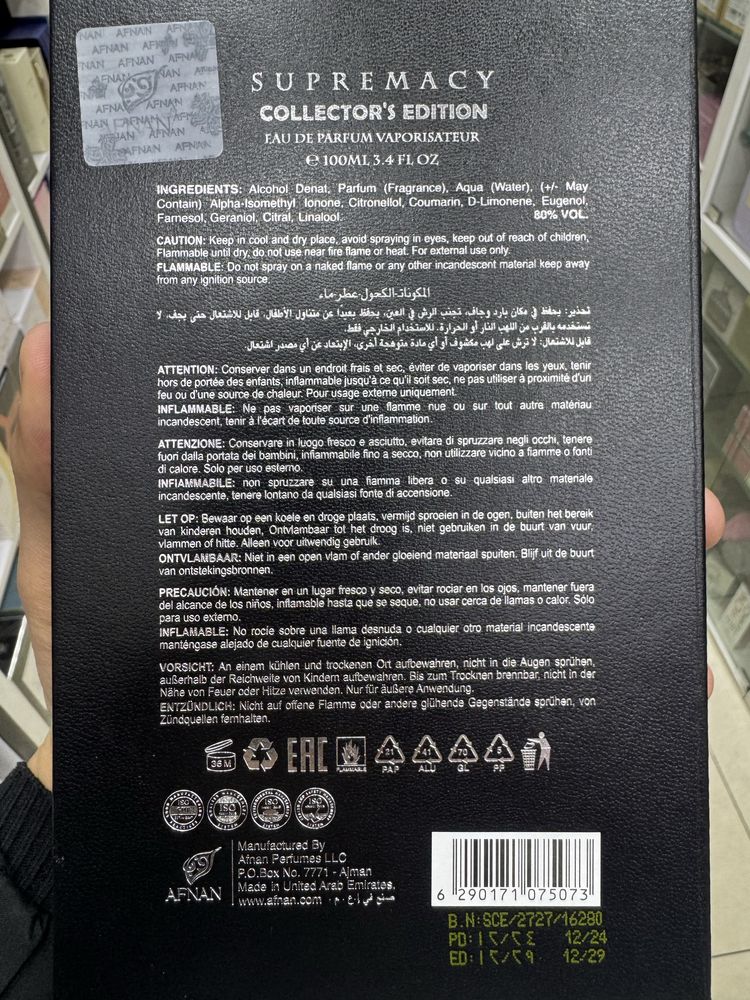 AFNAN
SUPREMACY
COLLECTOR'S EDITION
EAU DE PARFUM VAPORISATEUR
℮ 100ML 3.4 FL OZ
INGREDIENTS: Alcohol Denat, Parfum (Fragrance), Aqua (Water), (+/- May
Contain) Alpha-Isomethyl Ionone, Citronellol, Coumarin, D-Limonene, Eugenol,
Farnesol, Geraniol, Citral, Linalool. 80% VOL.
CAUTION: Keep in cool and dry place, avoid spraying in eyes, keep out of reach of children,
Flammable until dry, do not use near fire flame or heat. For external use only.
FLAMMABLE: Do not spray on a naked flame or any other incandescent material keep away
from any ignition source.
المكونات-الكحول-عطر-ماء
تحذير: يحفظ في مكان بارد وجاف، تجنب الرش في العين، يحفظ بعيداً عن متناول الأطفال. قابل للاشتعال حتى يجف، لا
تستخدمه بالقرب من اللهب النار أو الحرارة. للاستخدام الخارجي فقط.
قابل للاشتعال: لا ترش على لهب مكشوف أو أي مادة متوهجة أخرى، الإبتعاد عن أي مصدر اشتعال.
ATTENTION: Conserver dans un endroit frais et sec, éviter de vaporiser dans les yeux, tenir
hors de portée des enfants, inflammable jusqu'à ce qu'il soit sec, ne pas utiliser à proximité d'un
feu ou d'une source de chaleur. Pour usage externe uniquement.
INFLAMMABLE: Ne pas vaporiser sur une flamme nue ou sur tout autre matériau
incandescent, tenir à l'écart de toute source d'inflammation.
ATTENZIONE: Conservare in luogo fresco e asciutto, evitare di spruzzare negli occhi, tenere
fuori dalla portata dei bambini, infiammabile fino a secco, non utilizzare vicino a fiamme o fonti
di calore. Solo per uso esterno.
INFIAMMABILE: non spruzzare su una fiamma libera o su qualsiasi altro materiale
incandescente, tenere lontano da qualsiasi fonte di accensione.
LET OP: Bewaar op een koele en droge plaats, vermijd sproeien in de ogen, buiten het bereik
van kinderen houden, Ontvlambaar tot het droog is, niet gebruiken in de buurt van vuur,
vlammen of hitte. Alleen voor uitwendig gebruik.
ONTVLAMBAAR: Niet in een open vlam of ander gloeiend materiaal spuiten. Blijf uit de buurt
van ontstekingsbronnen.
PRECAUCIÓN: Mantener en un lugar fresco y seco, evitar rociar en los ojos, mantener fuera
del alcance de los niños, inflamable hasta que se seque, no usar cerca de llamas o calor. Sólo
para uso externo.
INFLAMABLE: No rocíe sobre una llama desnuda o cualquier otro material incandescente
manténgase alejado de cualquier fuente de ignición.
VORSICHT: An einem kühlen und trockenen Ort aufbewahren, nicht in die Augen sprühen,
außerhalb der Reichweite von Kindern aufbewahren. Bis zum Trocknen brennbar, nicht in der
Nähe von Feuer oder Hitze verwenden. Nur für äußere Anwendung.
ENTZÜNDLICH: Nicht auf offene Flamme oder andere glühende Gegenstände sprühen, von
Zündquellen fernhalten.
36 M EAC FLAMMABLE 21 PAP 41 ALU 70 GL 5 PP
ISO ISO ISO ISO
AFNAN
Manufactured By
Afnan Perfumes LLC
P.O.Box No. 7771 - Ajman
Made in United Arab Emirates.
www.afnan.com صنع في إ.ع.م.
6 290171 075073
B.N:SCE/2727/16280
PD:١٢/٢٤ 12/24
ED:١٢/٢٩ 12/29